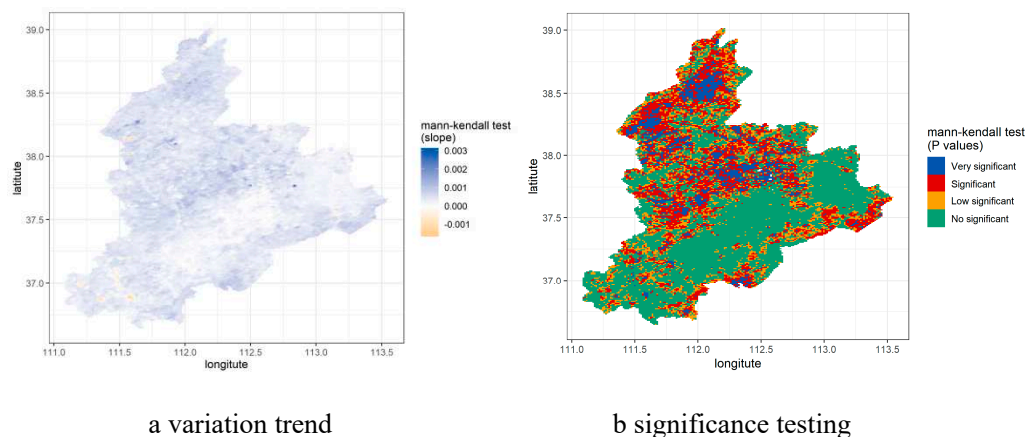 39.0
38.5
38.0
37.5
37.0
latitute
111.0 111.5 112.0 112.5 113.0 113.5
longitute
mann-kendall test
(slope)
0.003
0.002
0.001
0.000
-0.001
a variation trend
39.0
38.5
38.0
37.5
37.0
latitute
111.0 111.5 112.0 112.5 113.0 113.5
longitute
mann-kendall test
(P values)
Very significant
Significant
Low significant
No significant
b significance testing